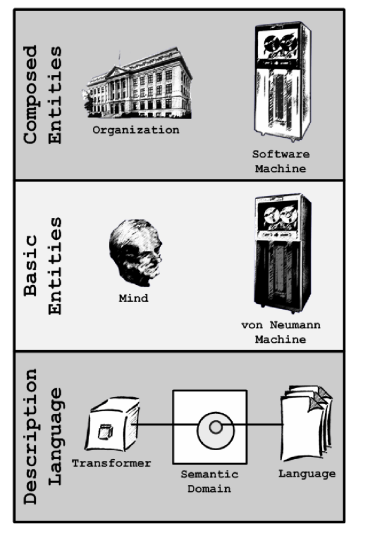 Composed
Entities
Organization
Software
Machine
Basic
Entities
Mind
von Neumann
Machine
Description
Language
Transformer
Semantic
Domain
Language